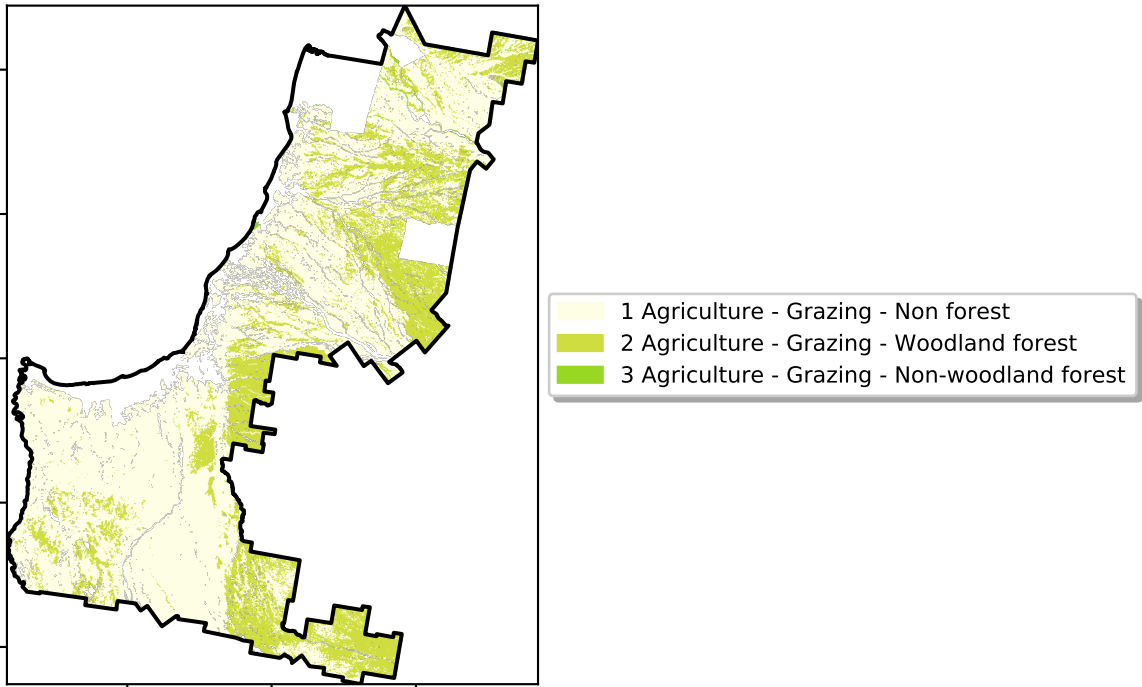 1 Agriculture - Grazing - Non forest
2 Agriculture - Grazing - Woodland forest
3 Agriculture - Grazing - Non-woodland forest